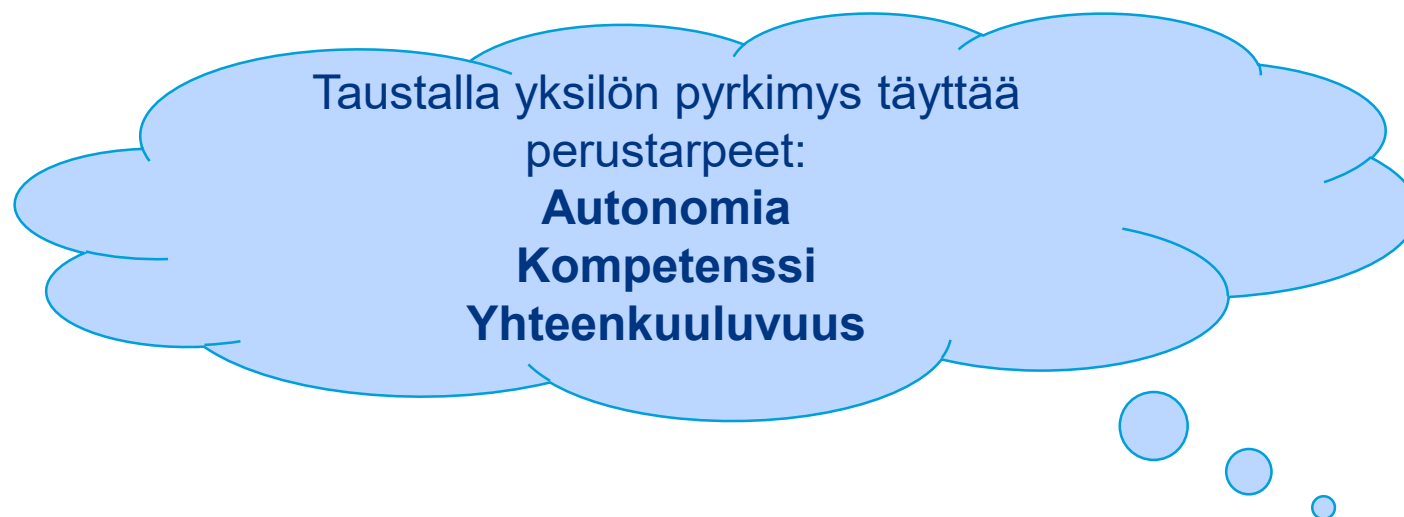 Taustalla yksilön pyrkimys täyttää
perustarpeet:
Autonomia
Kompetenssi
Yhteenkuuluvuus